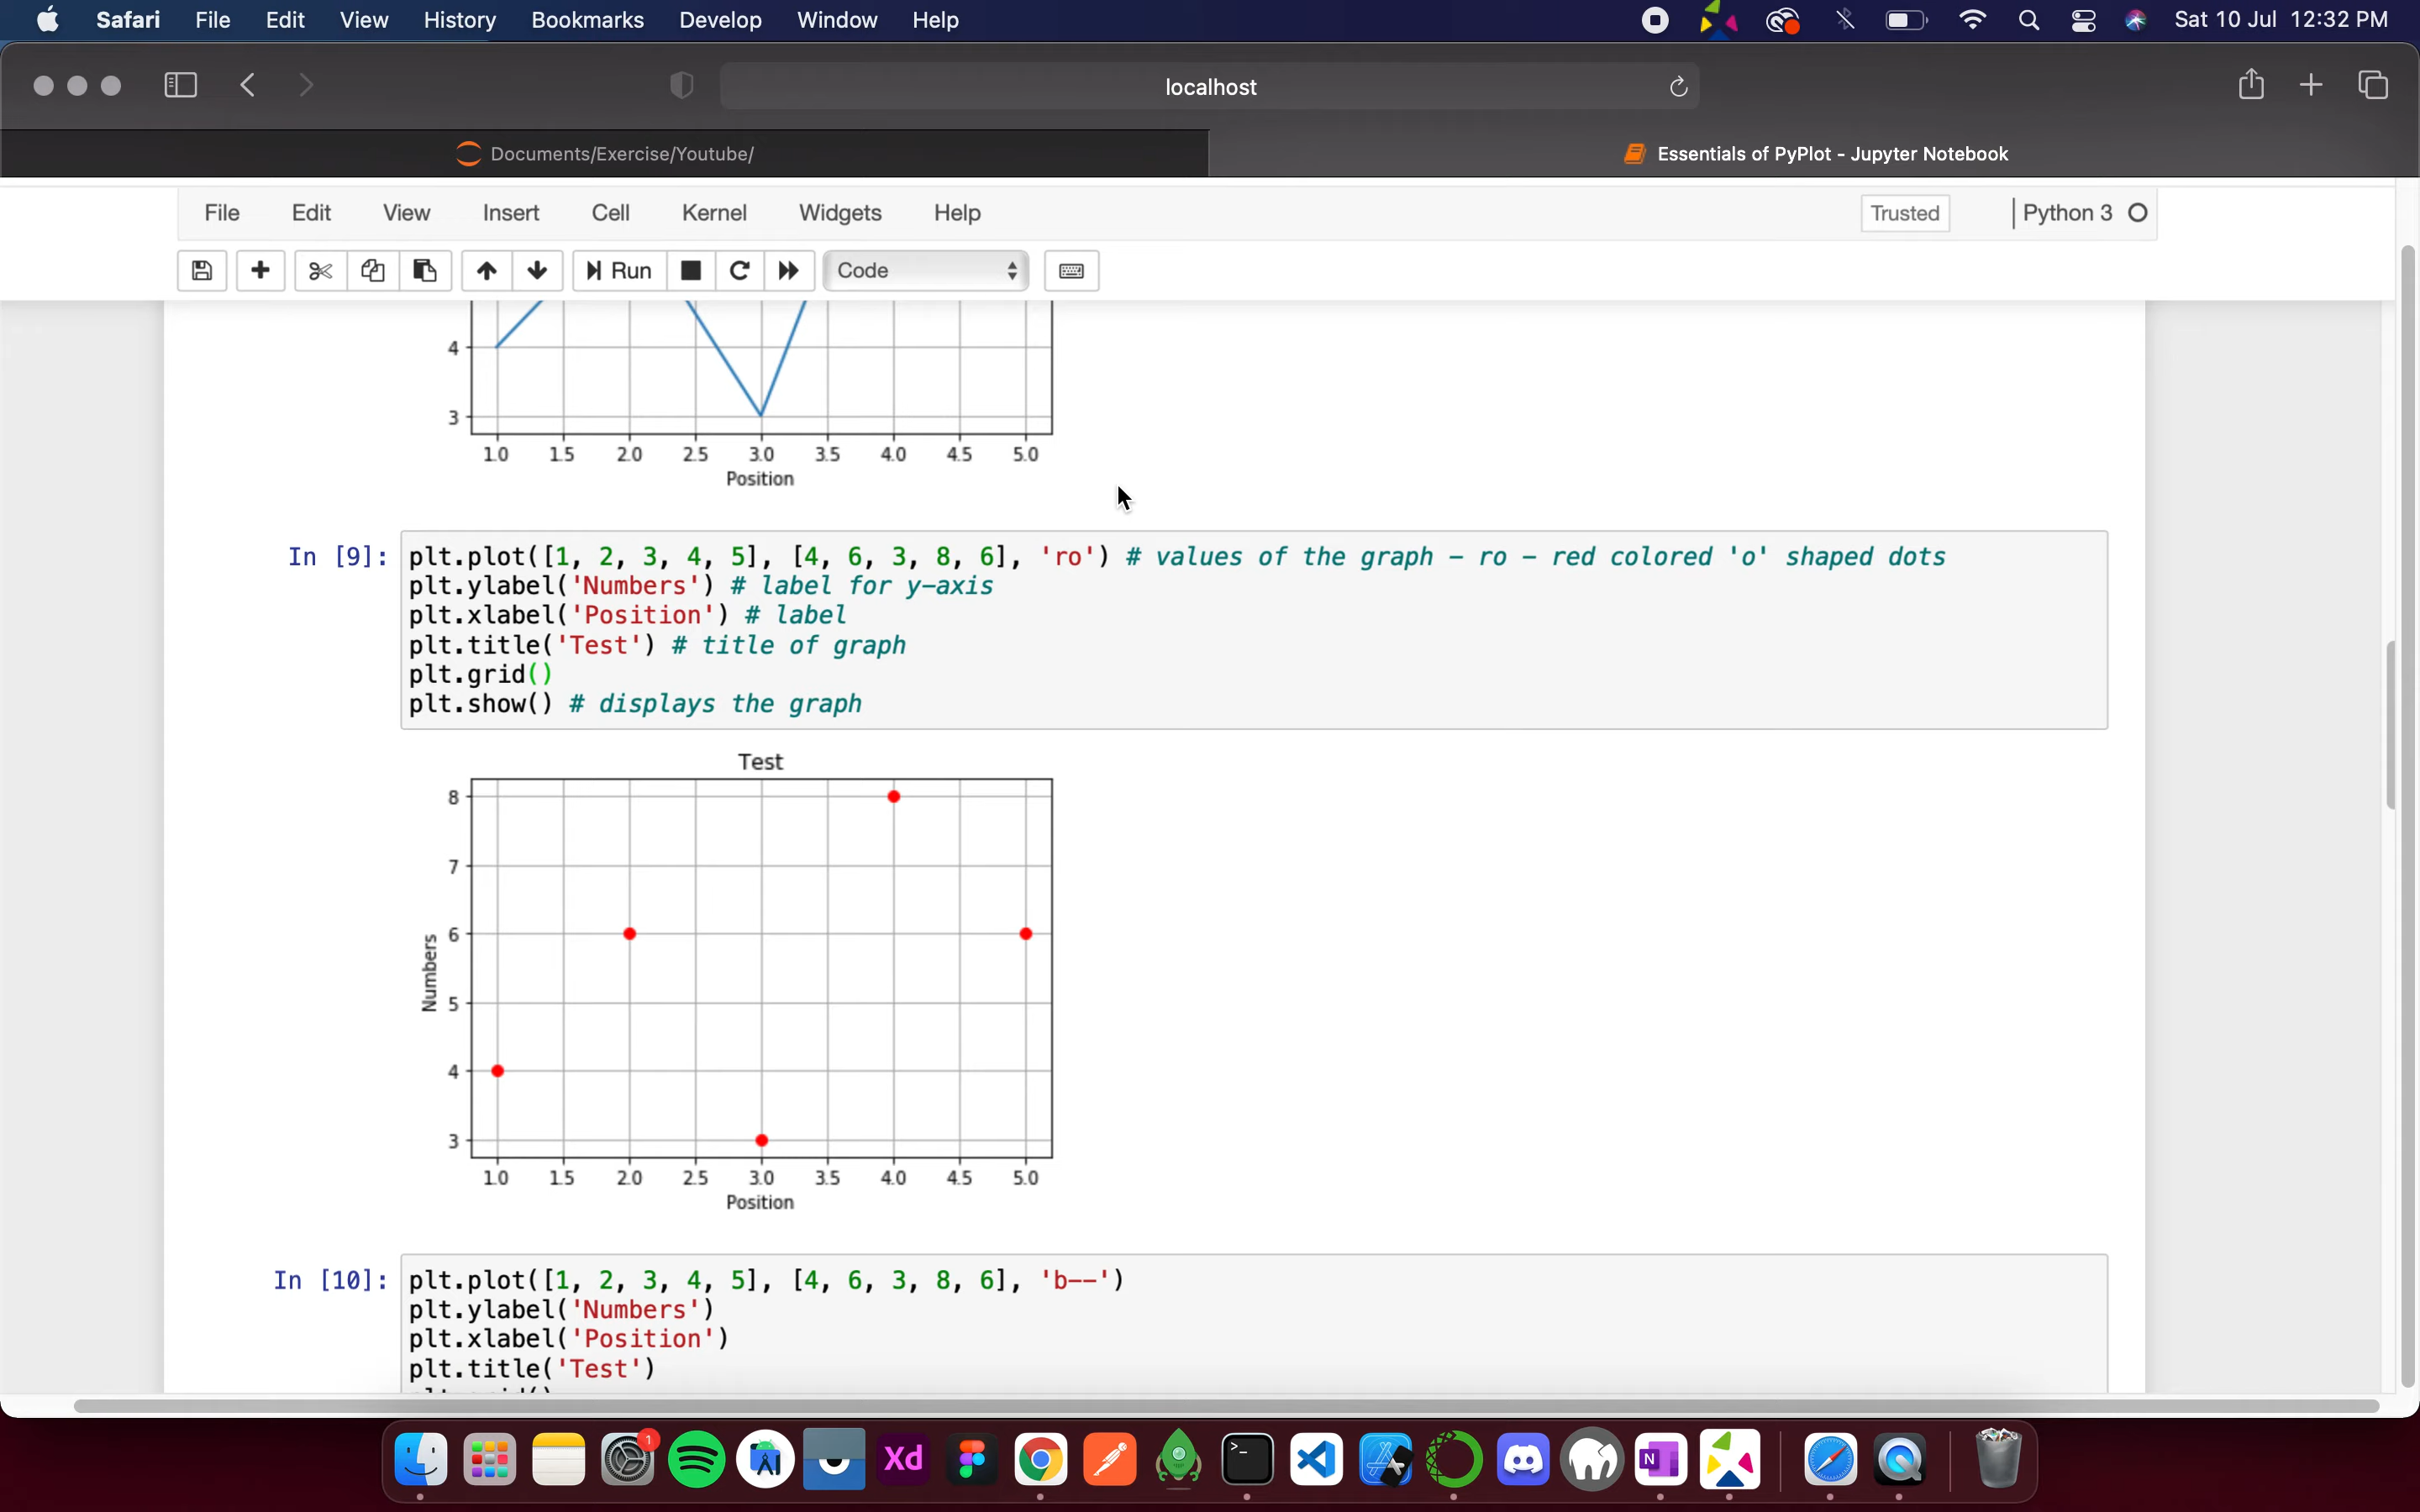 Safari File Edit View History Bookmarks Develop Window Help Sat 10 Jul 12:32 PM
localhost
Documents/Exercise/Youtube/ Essentials of PyPlot - Jupyter Notebook
File Edit View Insert Cell Kernel Widgets Help Trusted Python 3
Run Code
4
3
1.0 1.5 2.0 2.5 3.0 3.5 4.0 4.5 5.0
Position
In [9]: plt.plot([1, 2, 3, 4, 5], [4, 6, 3, 8, 6], 'ro') # values of the graph – ro – red colored 'o' shaped dots
plt.ylabel('Numbers') # label for y-axis
plt.xlabel('Position') # label
plt.title('Test') # title of graph
plt.grid()
plt.show() # displays the graph
Test
8
7
6
5
4
3
Numbers
1.0 1.5 2.0 2.5 3.0 3.5 4.0 4.5 5.0
Position
In [10]: plt.plot([1, 2, 3, 4, 5], [4, 6, 3, 8, 6], 'b--')
plt.ylabel('Numbers')
plt.xlabel('Position')
plt.title('Test')
1
Xd
N